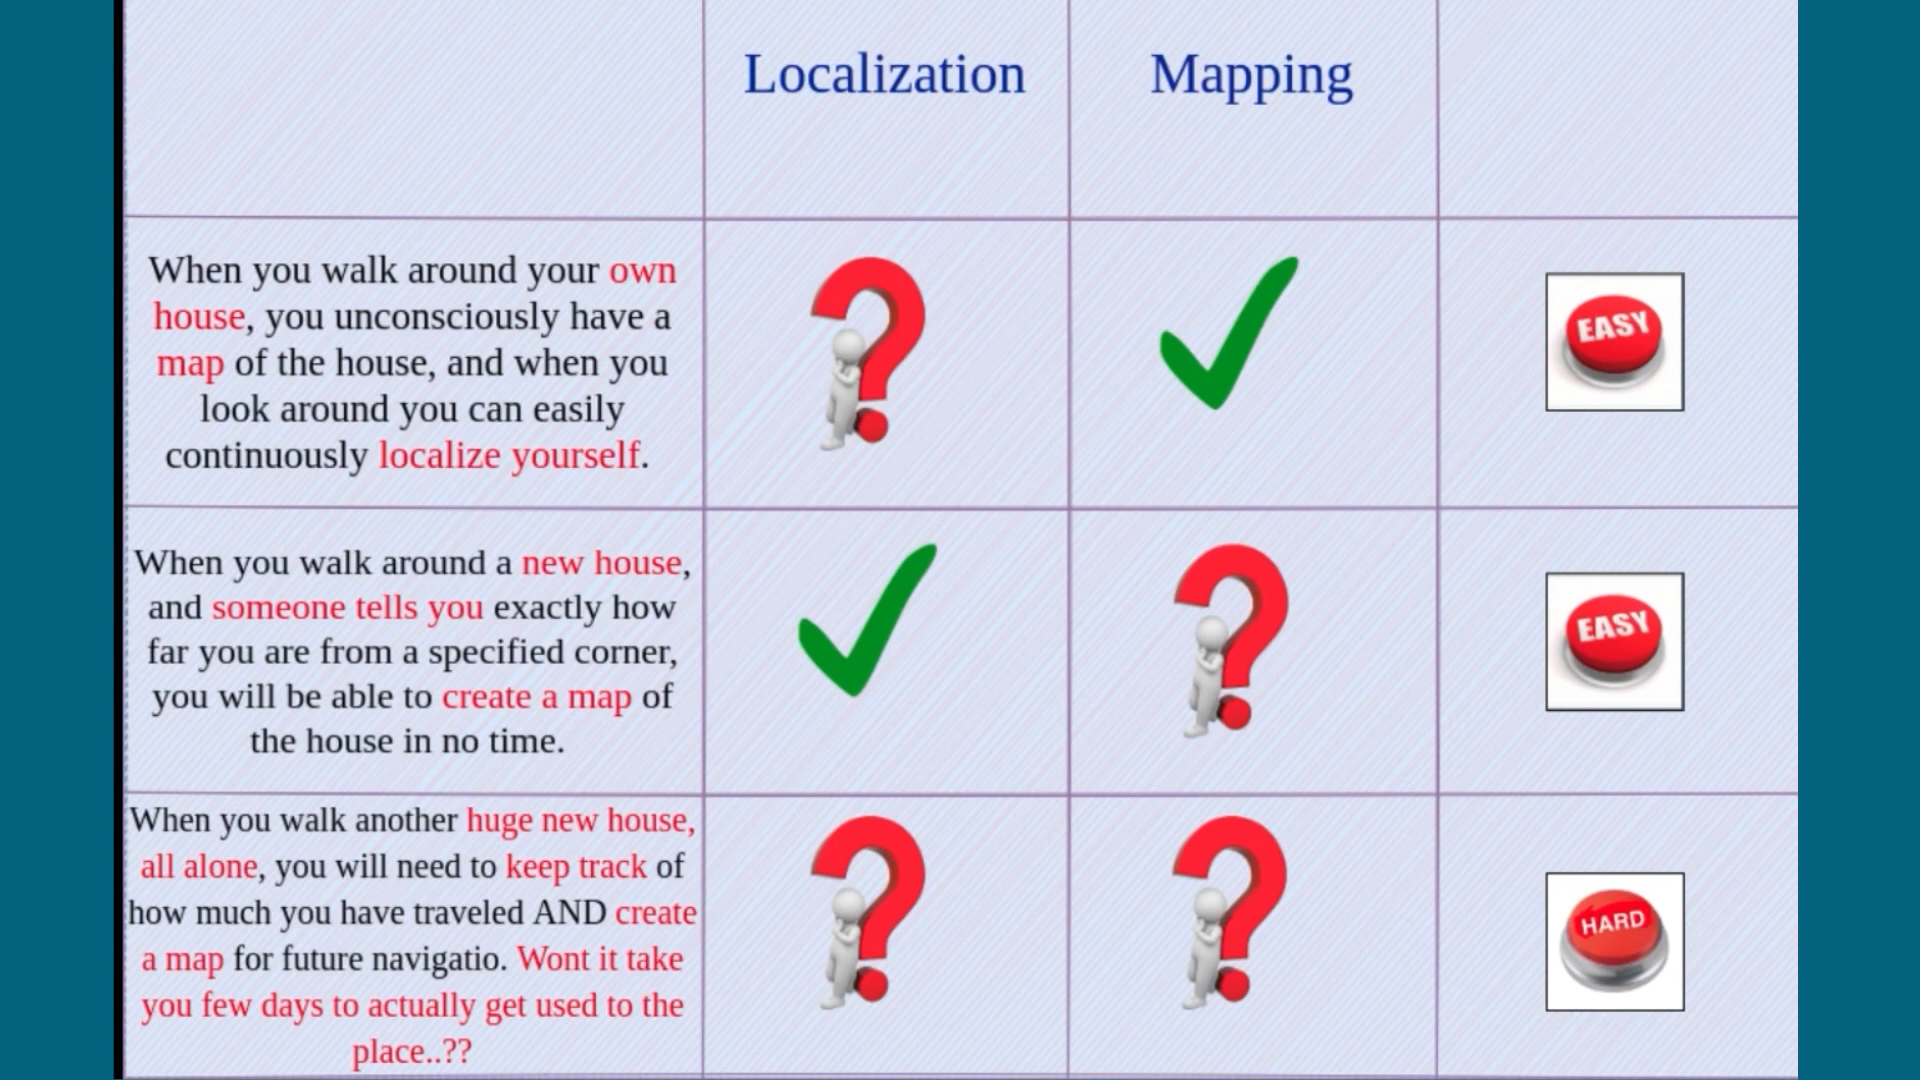 Localization
Mapping
When you walk around your own
house, you unconsciously have a
map of the house, and when you
look around you can easily
continuously localize yourself.
EASY
When you walk around a new house,
and someone tells you exactly how
far you are from a specified corner,
you will be able to create a map of
the house in no time.
EASY
When you walk another huge new house,
all alone, you will need to keep track of
how much you have traveled AND create
a map for future navigatio. Wont it take
you few days to actually get used to the
place..??
HARD